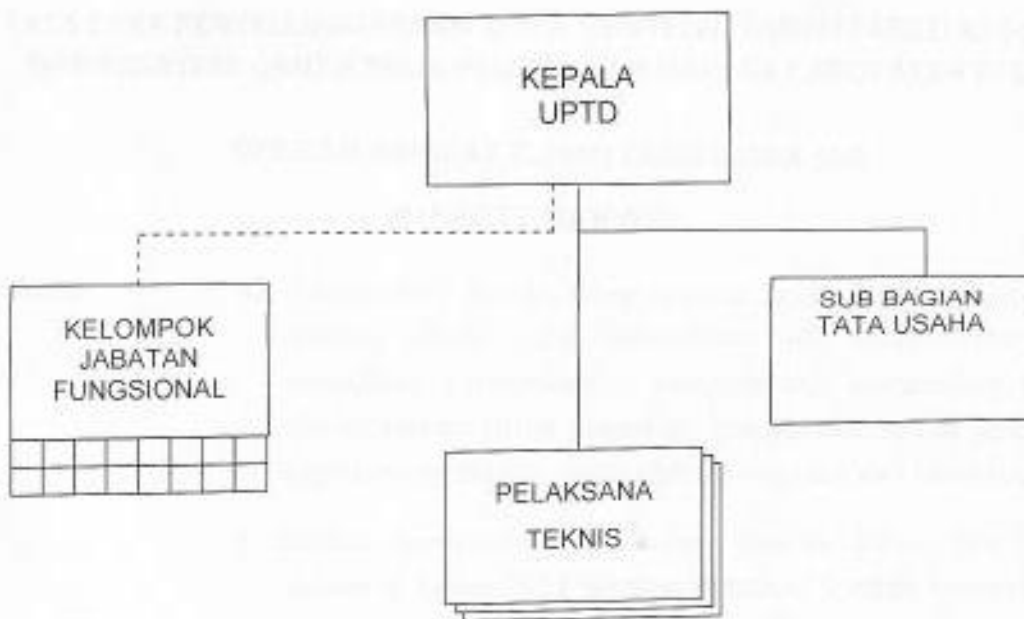 KEPALA
UPTD
KELOMPOK
JABATAN
FUNGSIONAL
SUB BAGIAN
TATA USAHA
PELAKSANA
TEKNIS